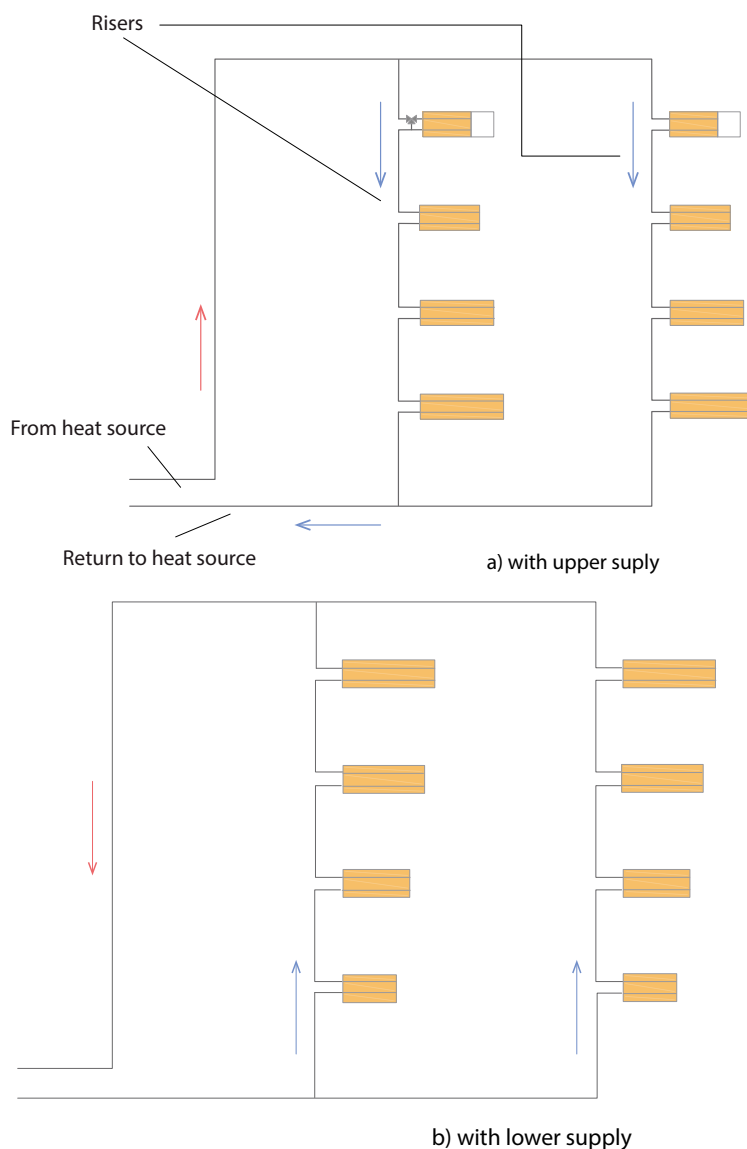 Risers
From heat source
Return to heat source
a) with upper suply
b) with lower supply